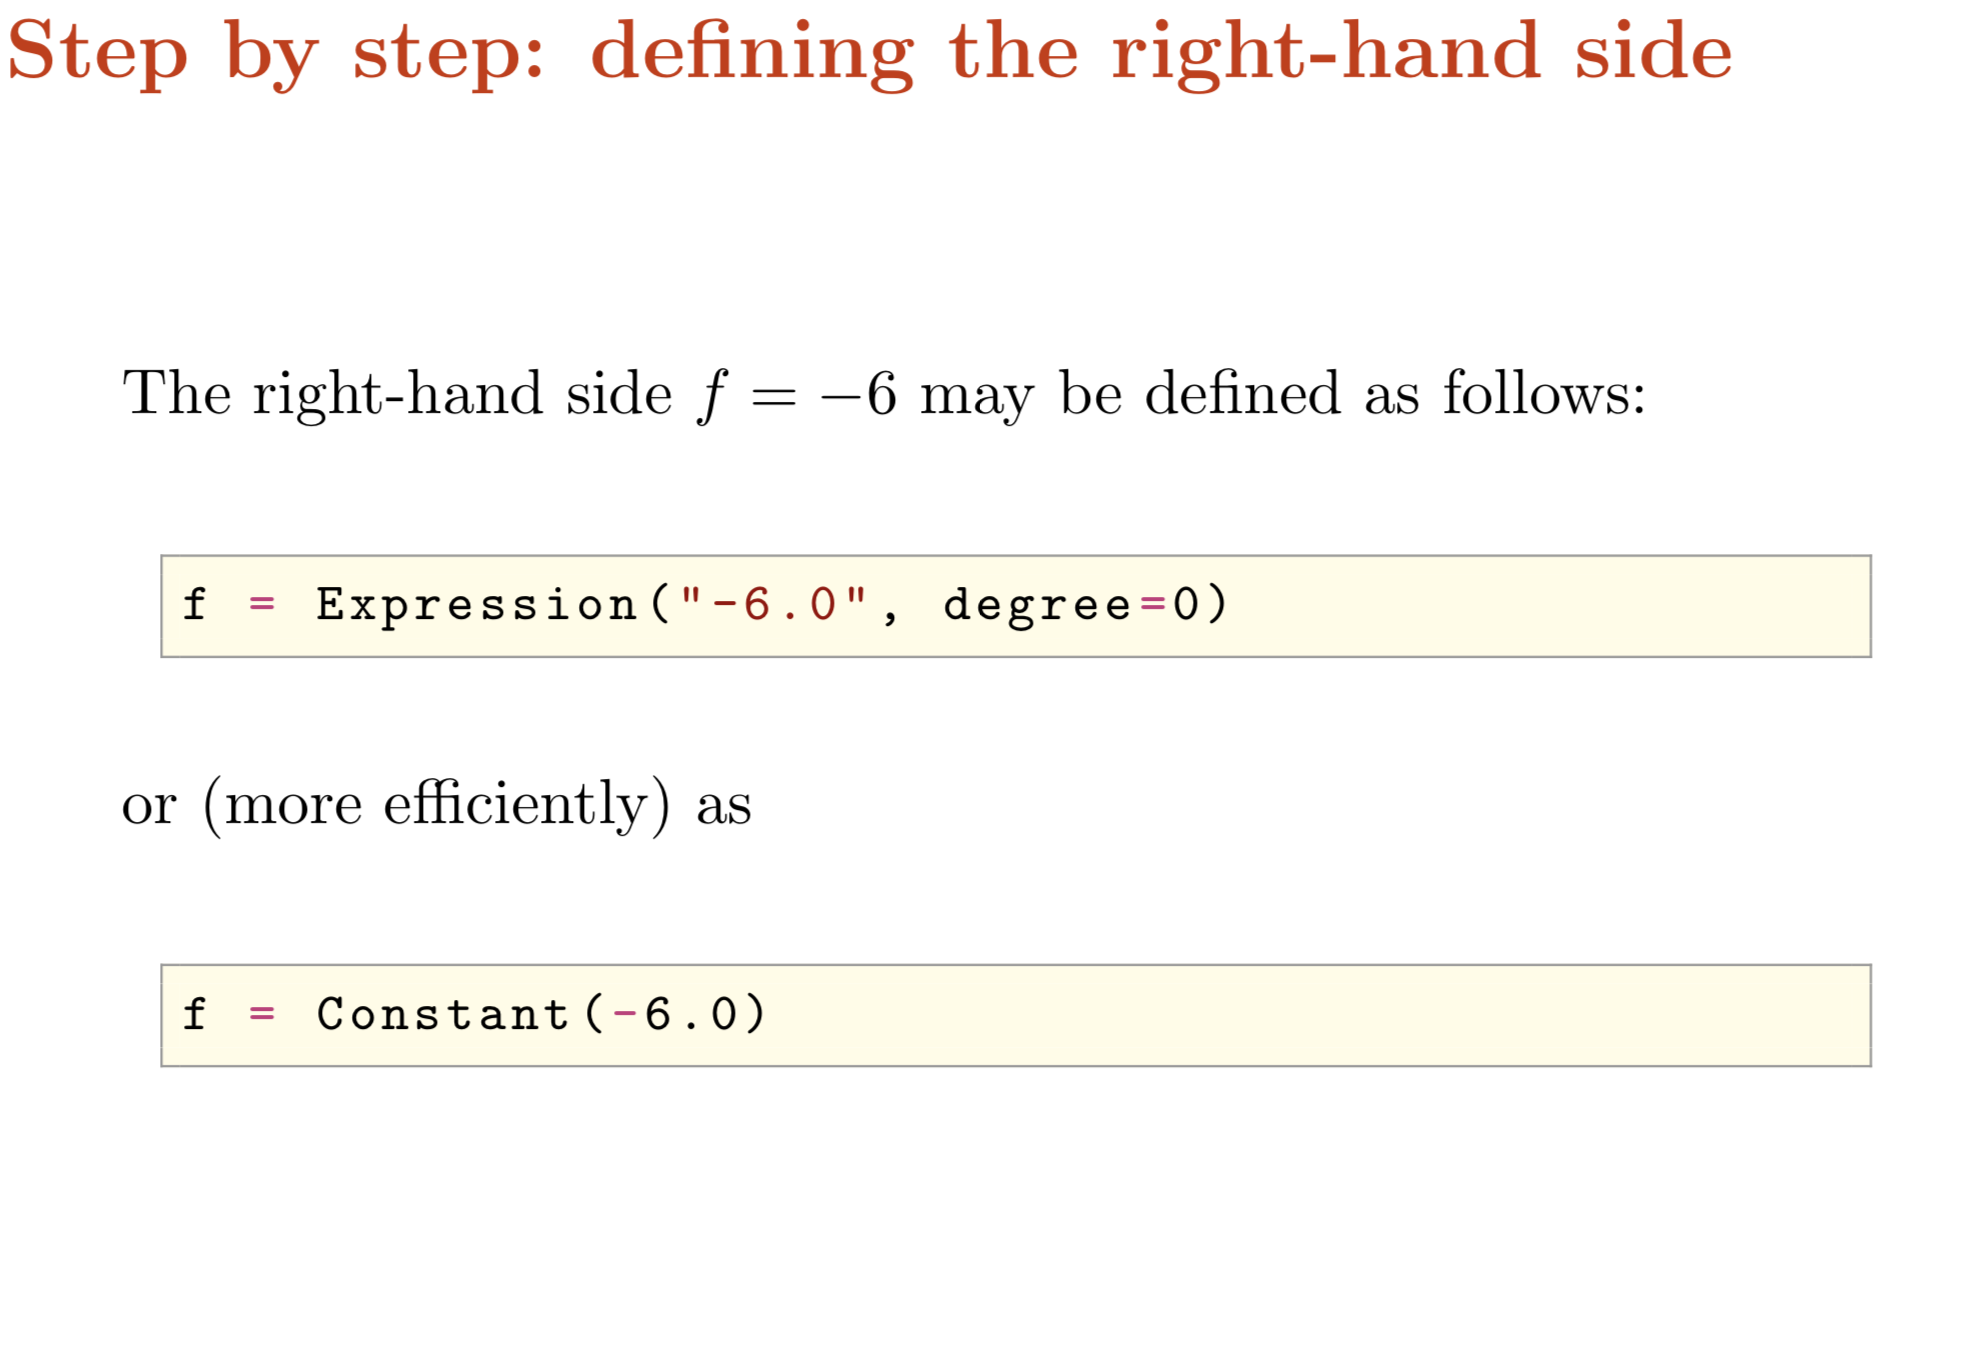 Step by step: defining the right-hand side
The right-hand side f = −6 may be defined as follows:
f = Expression("-6.0", degree=0)
or (more efficiently) as
f = Constant(-6.0)